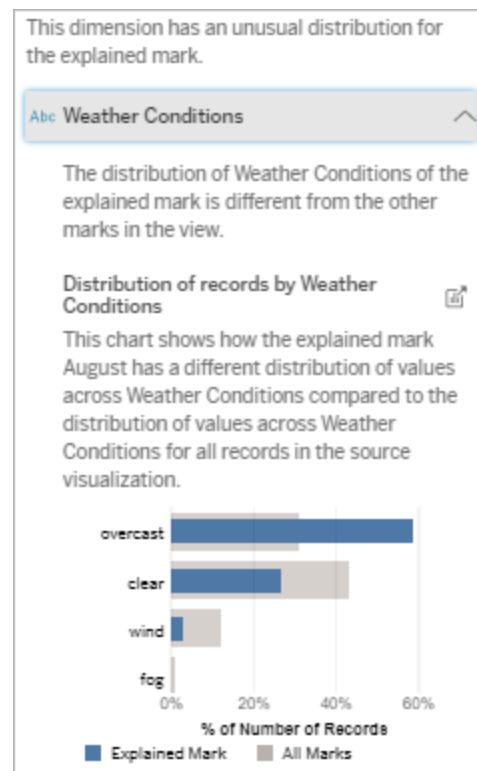 This dimension has an unusual distribution for
the explained mark.
Abc Weather Conditions
The distribution of Weather Conditions of the
explained mark is different from the other
marks in the view.
Distribution of records by Weather
Conditions
This chart shows how the explained mark
August has a different distribution of values
across Weather Conditions compared to the
distribution of values across Weather
Conditions for all records in the source
visualization.
overcast
clear
wind
fog
0% 20% 40% 60%
% of Number of Records
Explained Mark All Marks